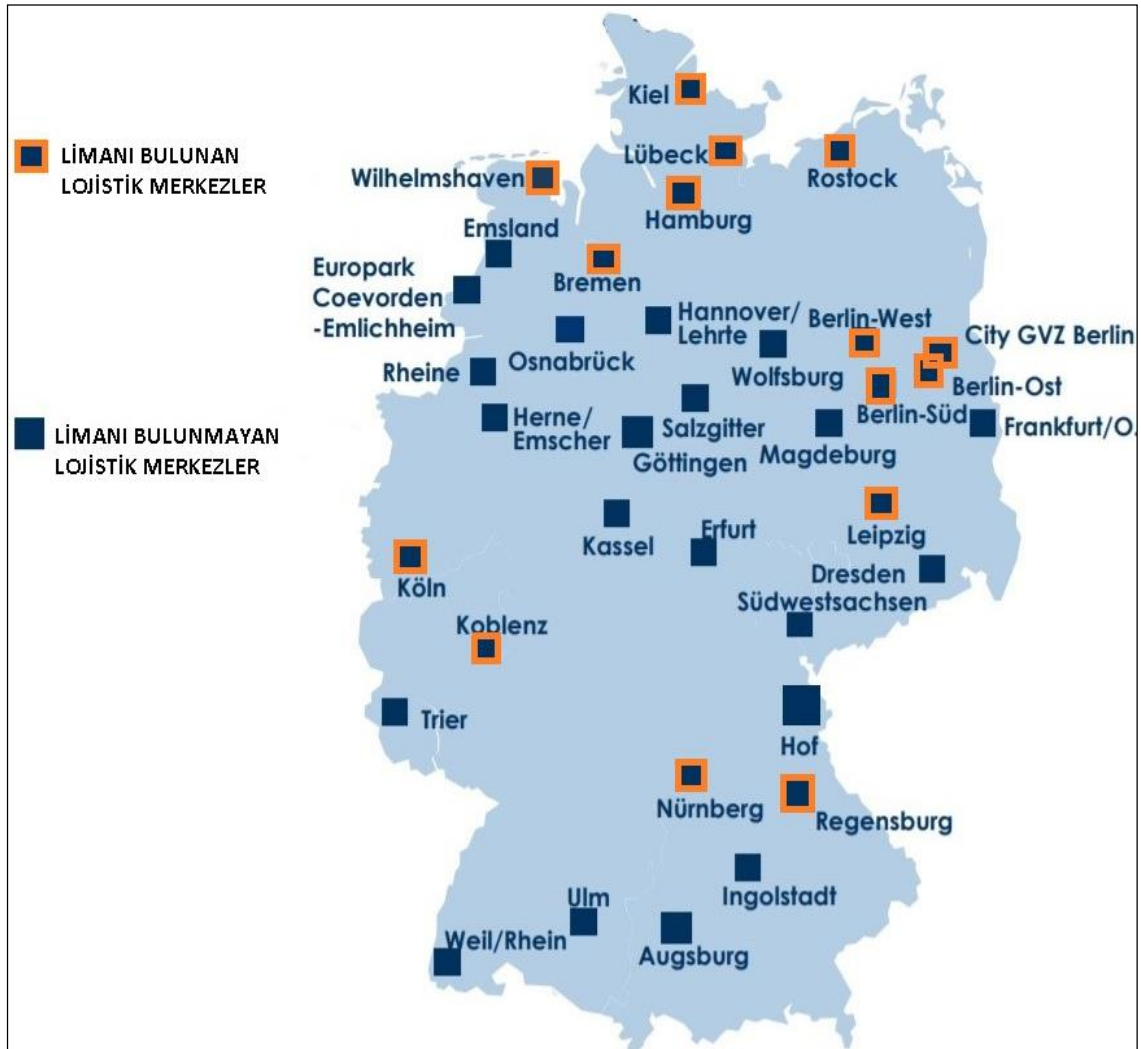 LİMANI BULUNAN
LOJİSTİK MERKEZLER
LİMANI BULUNMAYAN
LOJİSTİK MERKEZLER
Kiel
Lübeck
Rostock
Wilhelmshaven
Hamburg
Emsland
Bremen
Europark
Coevorden
-Emlichheim
Hannover/
Lehrte
Berlin-West
City GVZ Berlin
Osnabrück
Wolfsburg
Rheine
Berlin-Ost
Berlin-Süd
Herne/
Emscher
Salzgitter
Frankfurt/O.
Göttingen
Magdeburg
Leipzig
Kassel
Erfurt
Dresden
Köln
Südwestsachsen
Koblenz
Trier
Hof
Nürnberg
Regensburg
Ingolstadt
Ulm
Weil/Rhein
Augsburg